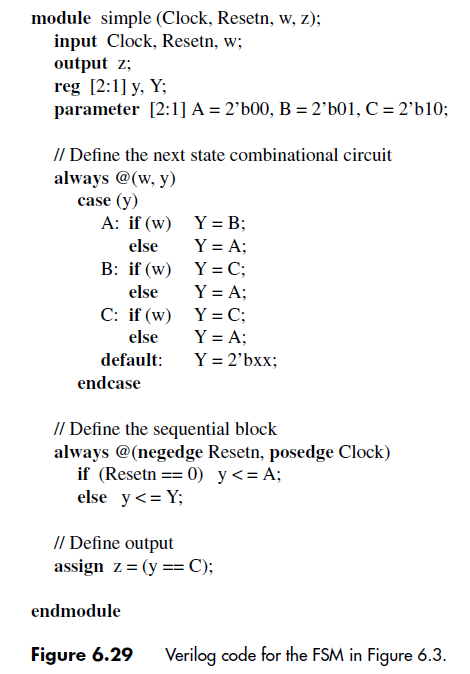 module simple (Clock, Resetn, w, z);
input Clock, Resetn, w;
output z;
reg [2:1] y, Y;
parameter [2:1] A = 2’b00, B = 2’b01, C = 2’b10;
// Define the next state combinational circuit
always @(w, y)
case (y)
A: if (w) Y = B;
else Y = A;
B: if (w) Y = C;
else Y = A;
C: if (w) Y = C;
else Y = A;
default: Y = 2’bxx;
endcase
// Define the sequential block
always @(negedge Resetn, posedge Clock)
if (Resetn == 0) y <= A;
else y <= Y;
// Define output
assign z = (y == C);
endmodule
Figure 6.29 Verilog code for the FSM in Figure 6.3.